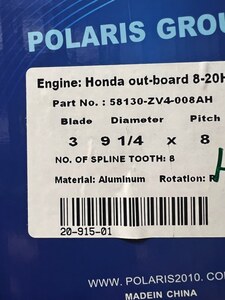 POLARIS GROU
Engine: Honda out-board 8-20H
Part No.: 58130-ZV4-008AH
Blade Diameter Pitch
3 9 1/4 x 8
NO. OF SPLINE TOOTH: 8
Material: Aluminum Rotation: R
20-915-01
WWW.POLARIS2010.C
MADEIN CHINA